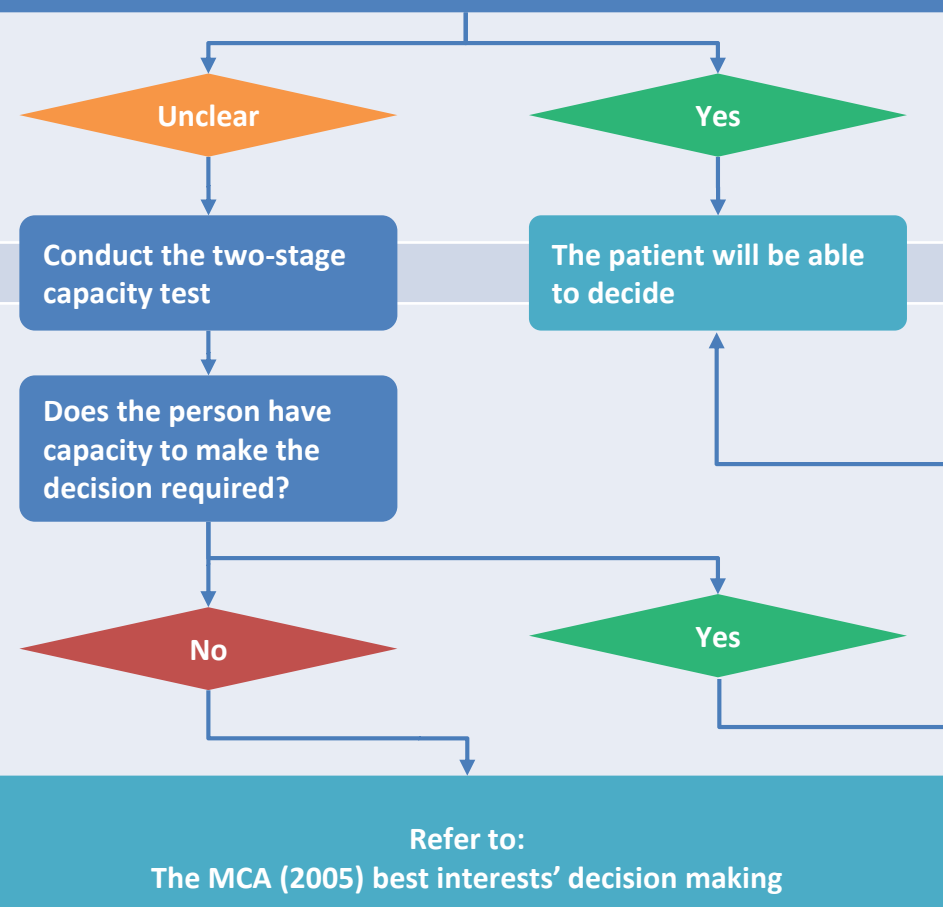 Unclear
Yes
Conduct the two-stage
capacity test
The patient will be able
to decide
Does the person have
capacity to make the
decision required?
No
Yes
Refer to:
The MCA (2005) best interests’ decision making